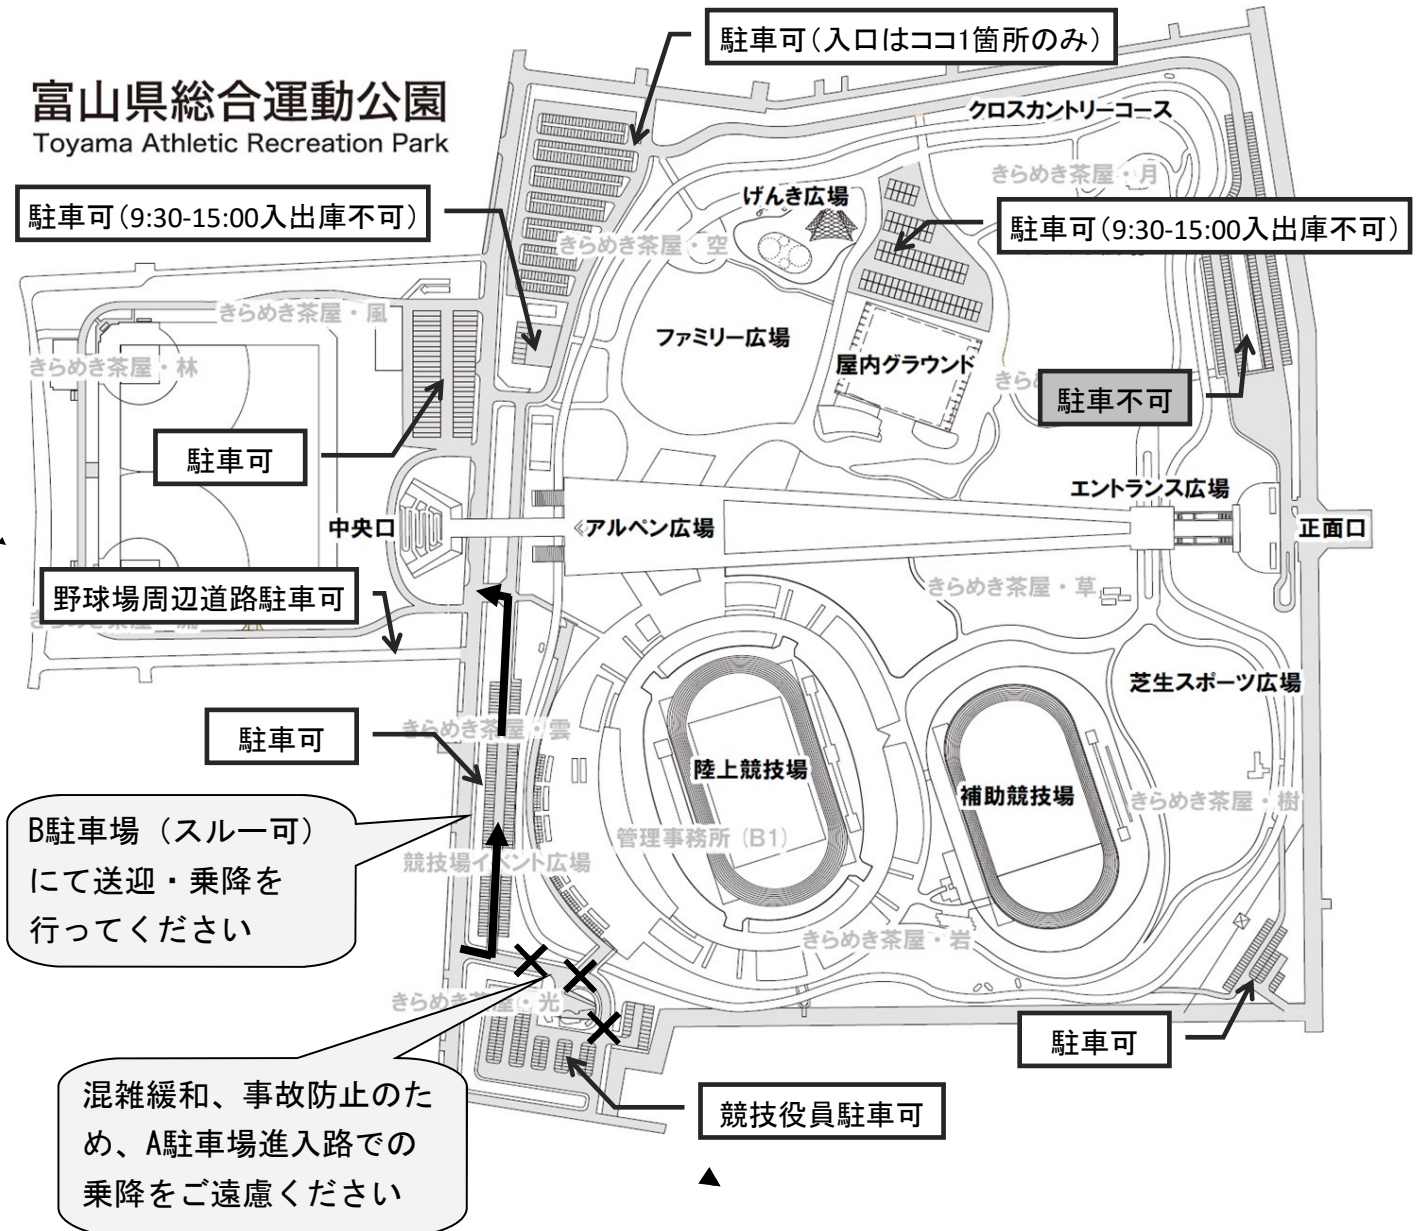 駐車可(入口はココ1箇所のみ)
富山県総合運動公園
Toyama Athletic Recreation Park
クロスカントリーコース
きらめき茶屋・月
げんき広場
駐車可(9:30-15:00入出庫不可)
駐車可(9:30-15:00入出庫不可)
きらめき茶屋・空
きらめき茶屋・風
ファミリー広場
きらめき茶屋・林
屋内グラウンド
きら
駐車不可
駐車可
エントランス広場
中央口
≪アルペン広場
正面口
野球場周辺道路駐車可
きらめき茶屋・草
芝生スポーツ広場
きらめき茶屋・雲
駐車可
陸上競技場
補助競技場
きらめき茶屋・樹
B駐車場(スルー可)
にて送迎・乗降を
行ってください
管理事務所(B1)
競技場イベント広場
きらめき茶屋・岩
きらめき茶屋・光
駐車可
混雑緩和、事故防止のた
め、A駐車場進入路での
乗降をご遠慮ください
競技役員駐車可